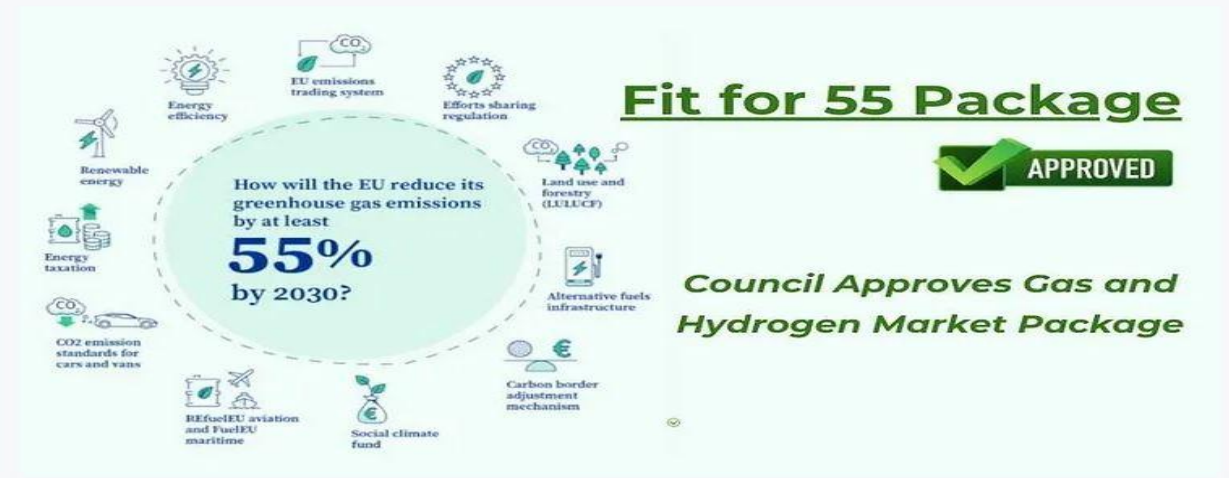 Fit for 55 Package
APPROVED
Council Approves Gas and
Hydrogen Market Package
How will the EU reduce its
greenhouse gas emissions
by at least
55%
by 2030?
CO₂
EU emissions
trading system
Efforts sharing
regulation
CO₂
Land use and
forestry
(LULUCF)
Alternative fuels
infrastructure
€
Carbon border
adjustment
mechanism
€
Social climate
fund
REfuelEU aviation
and FuelEU
maritime
CO₂
CO2 emission
standards for
cars and vans
Energy
taxation
Renewable
energy
Energy
efficiency